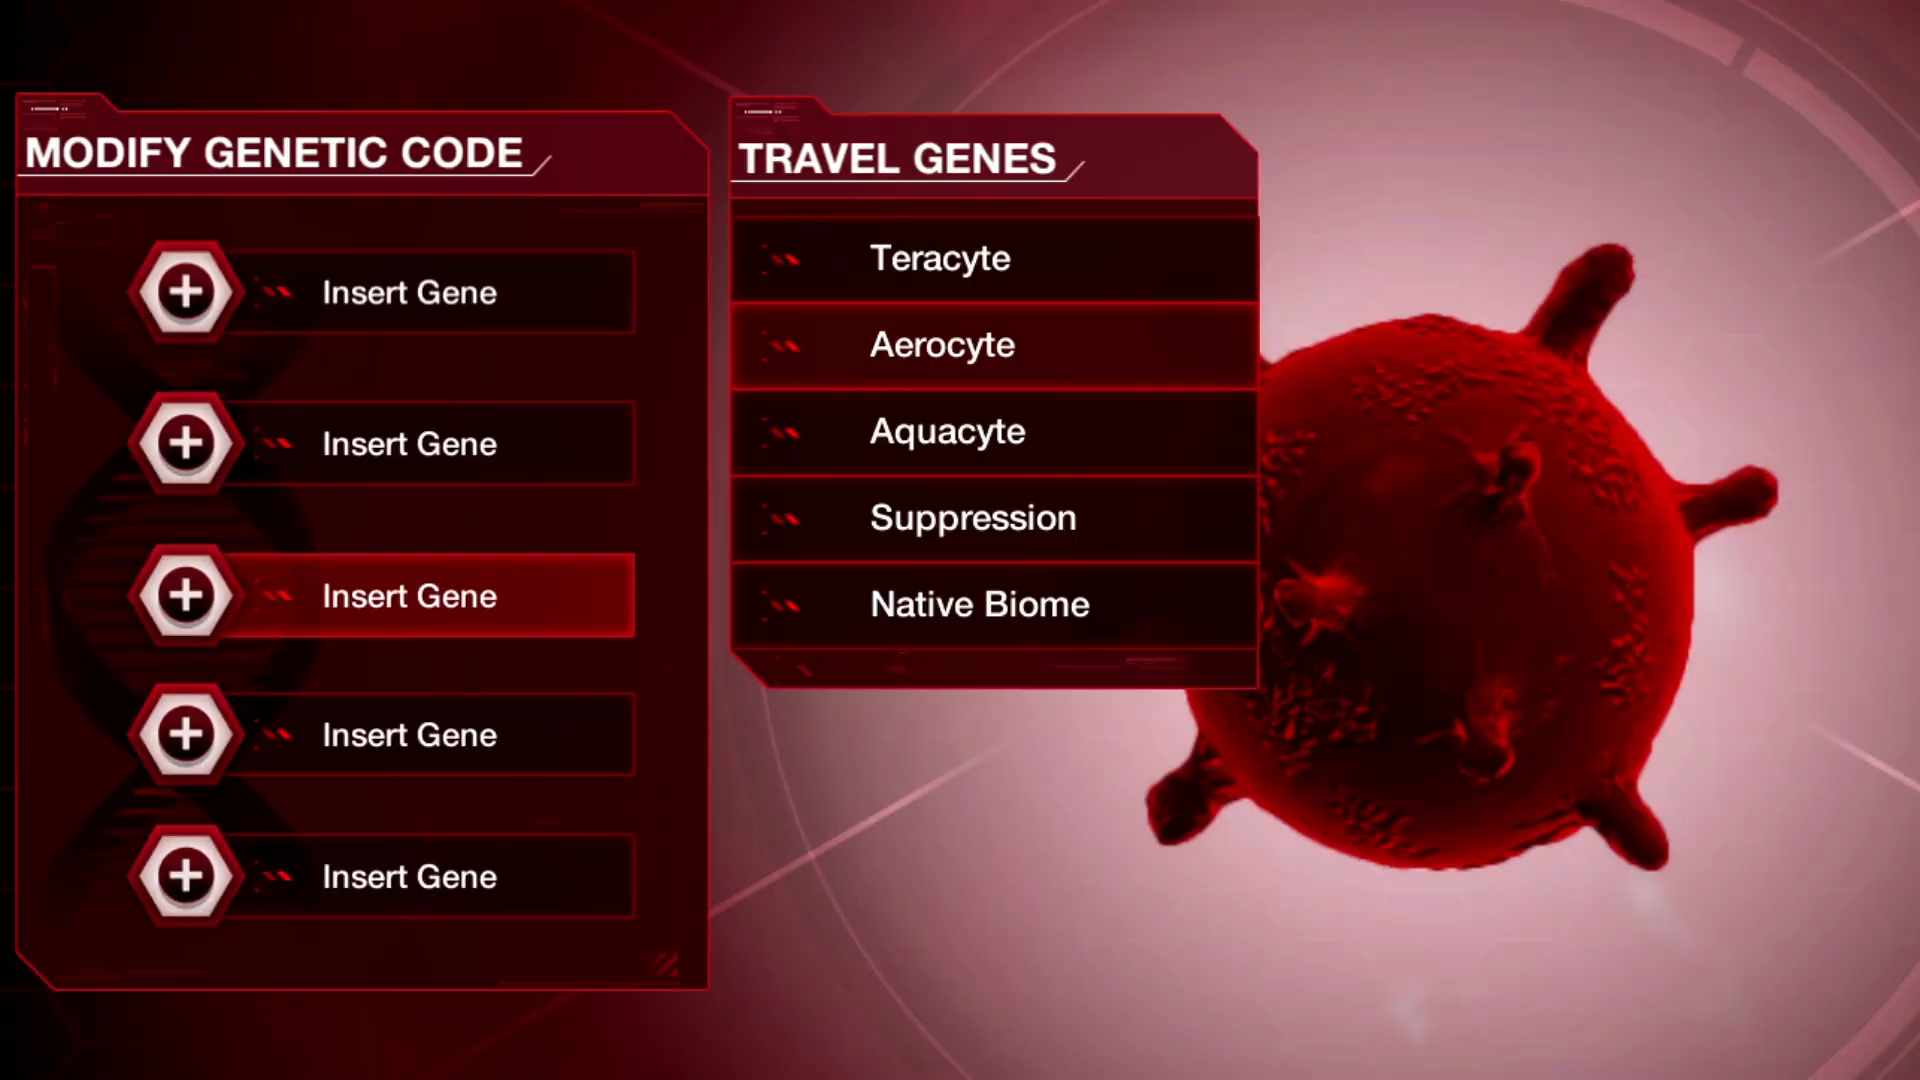 MODIFY GENETIC CODE
Insert Gene
Insert Gene
Insert Gene
Insert Gene
Insert Gene
TRAVEL GENES
Teracyte
Aerocyte
Aquacyte
Suppression
Native Biome